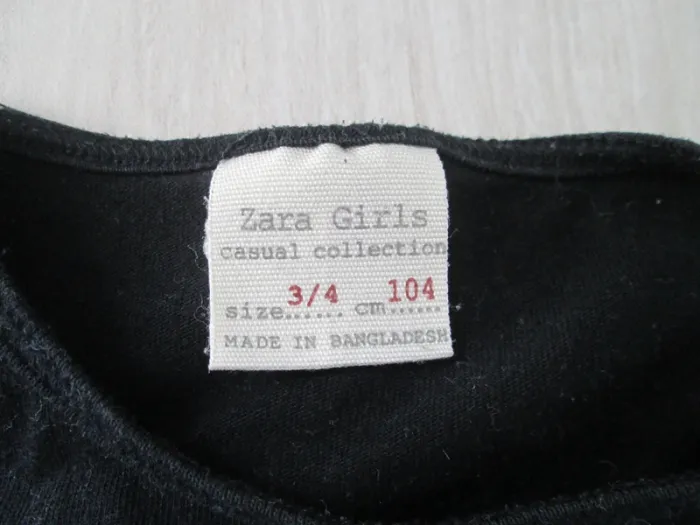 Zara Girls
casual collection
size 3/4 cm 104
MADE IN BANGLADESH